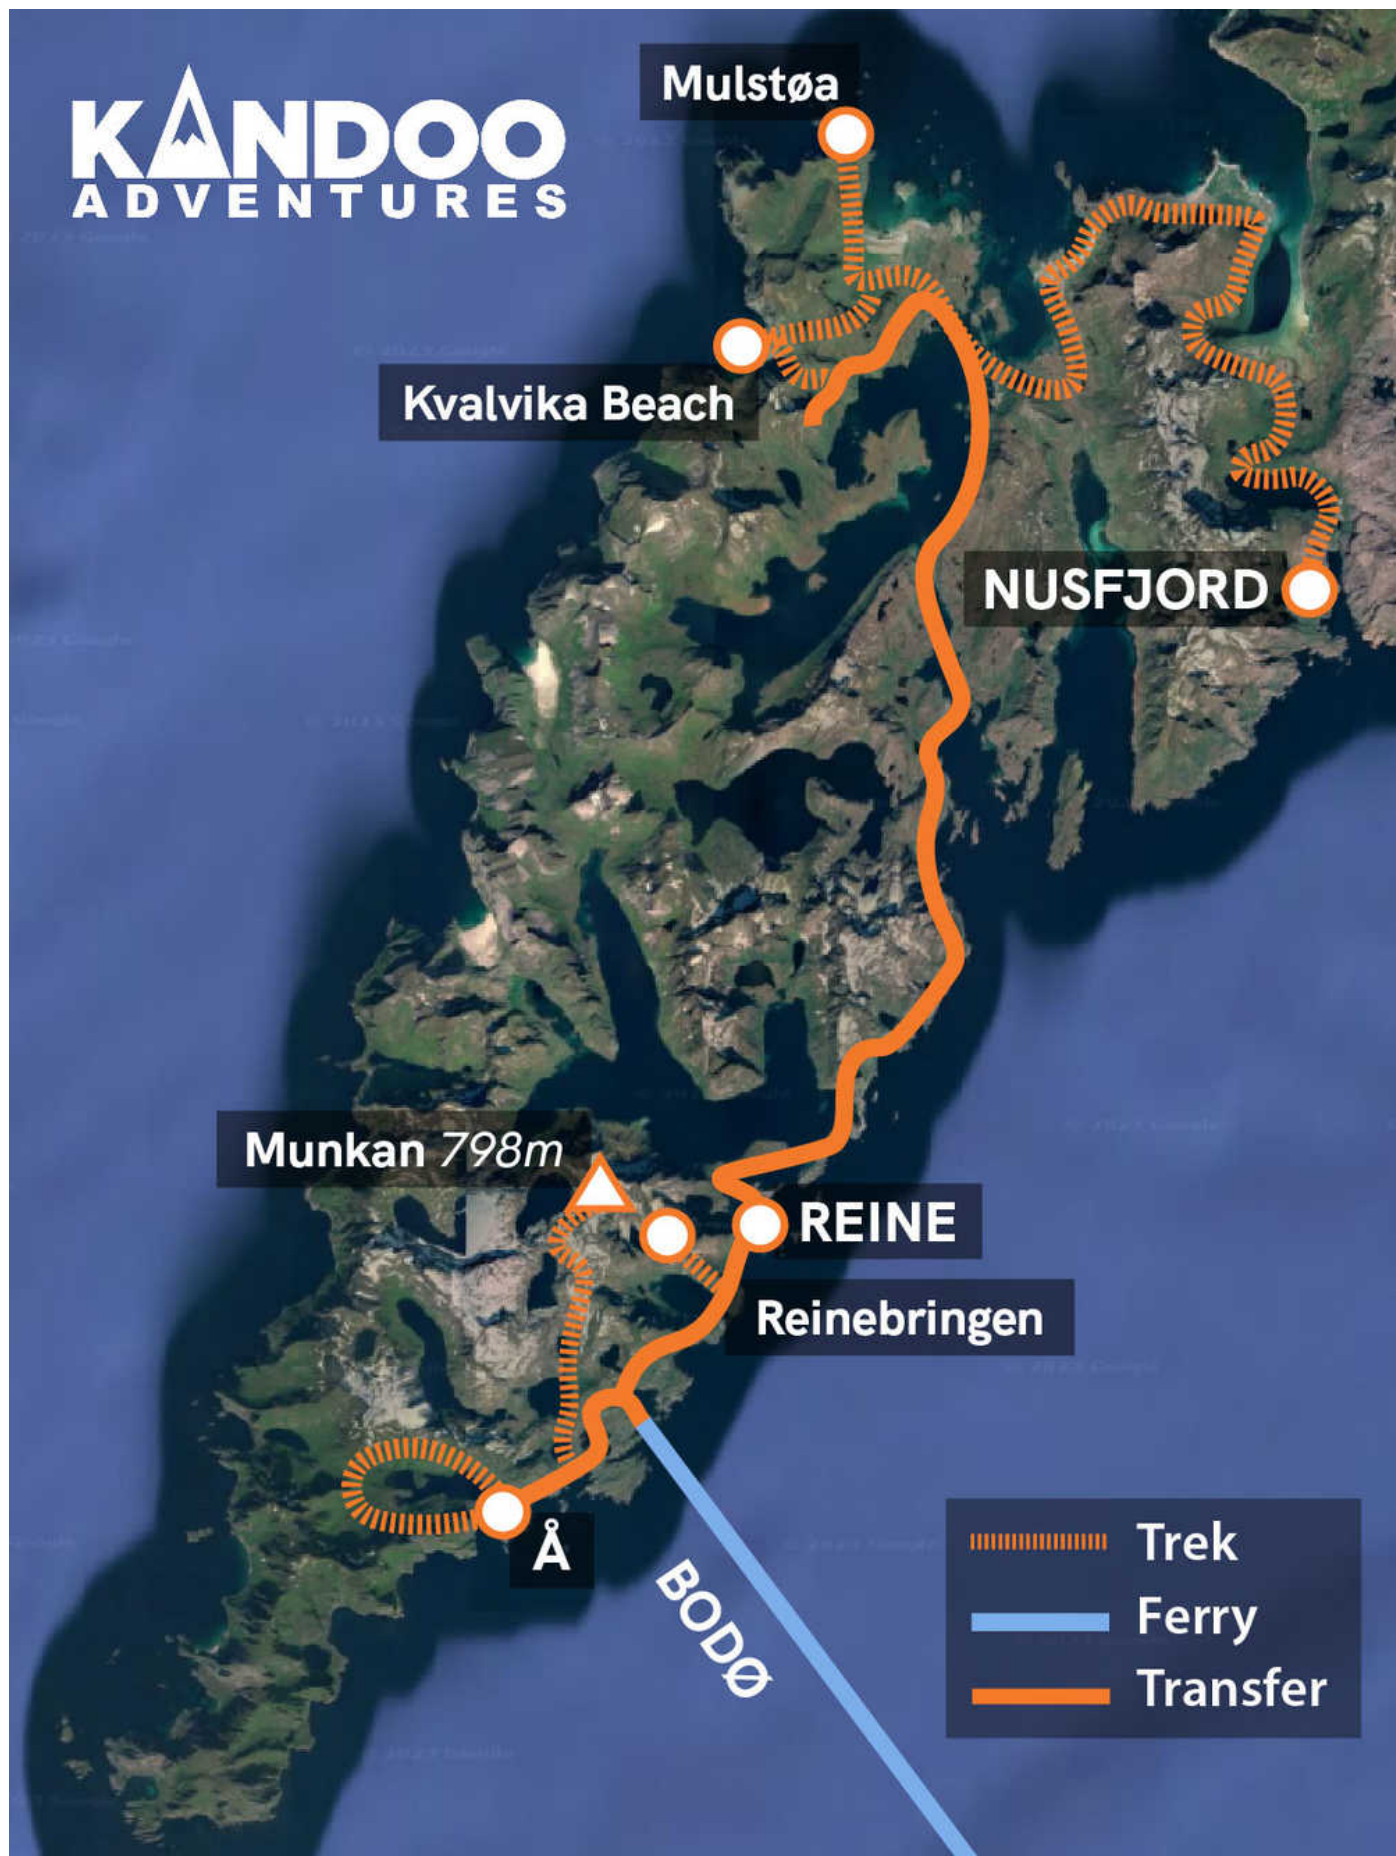 KANDOO
ADVENTURES
Mulstøa
Kvalvika Beach
NUSFJORD
Munkan 798m
REINE
Reinebringen
Å
BODØ
Trek
Ferry
Transfer